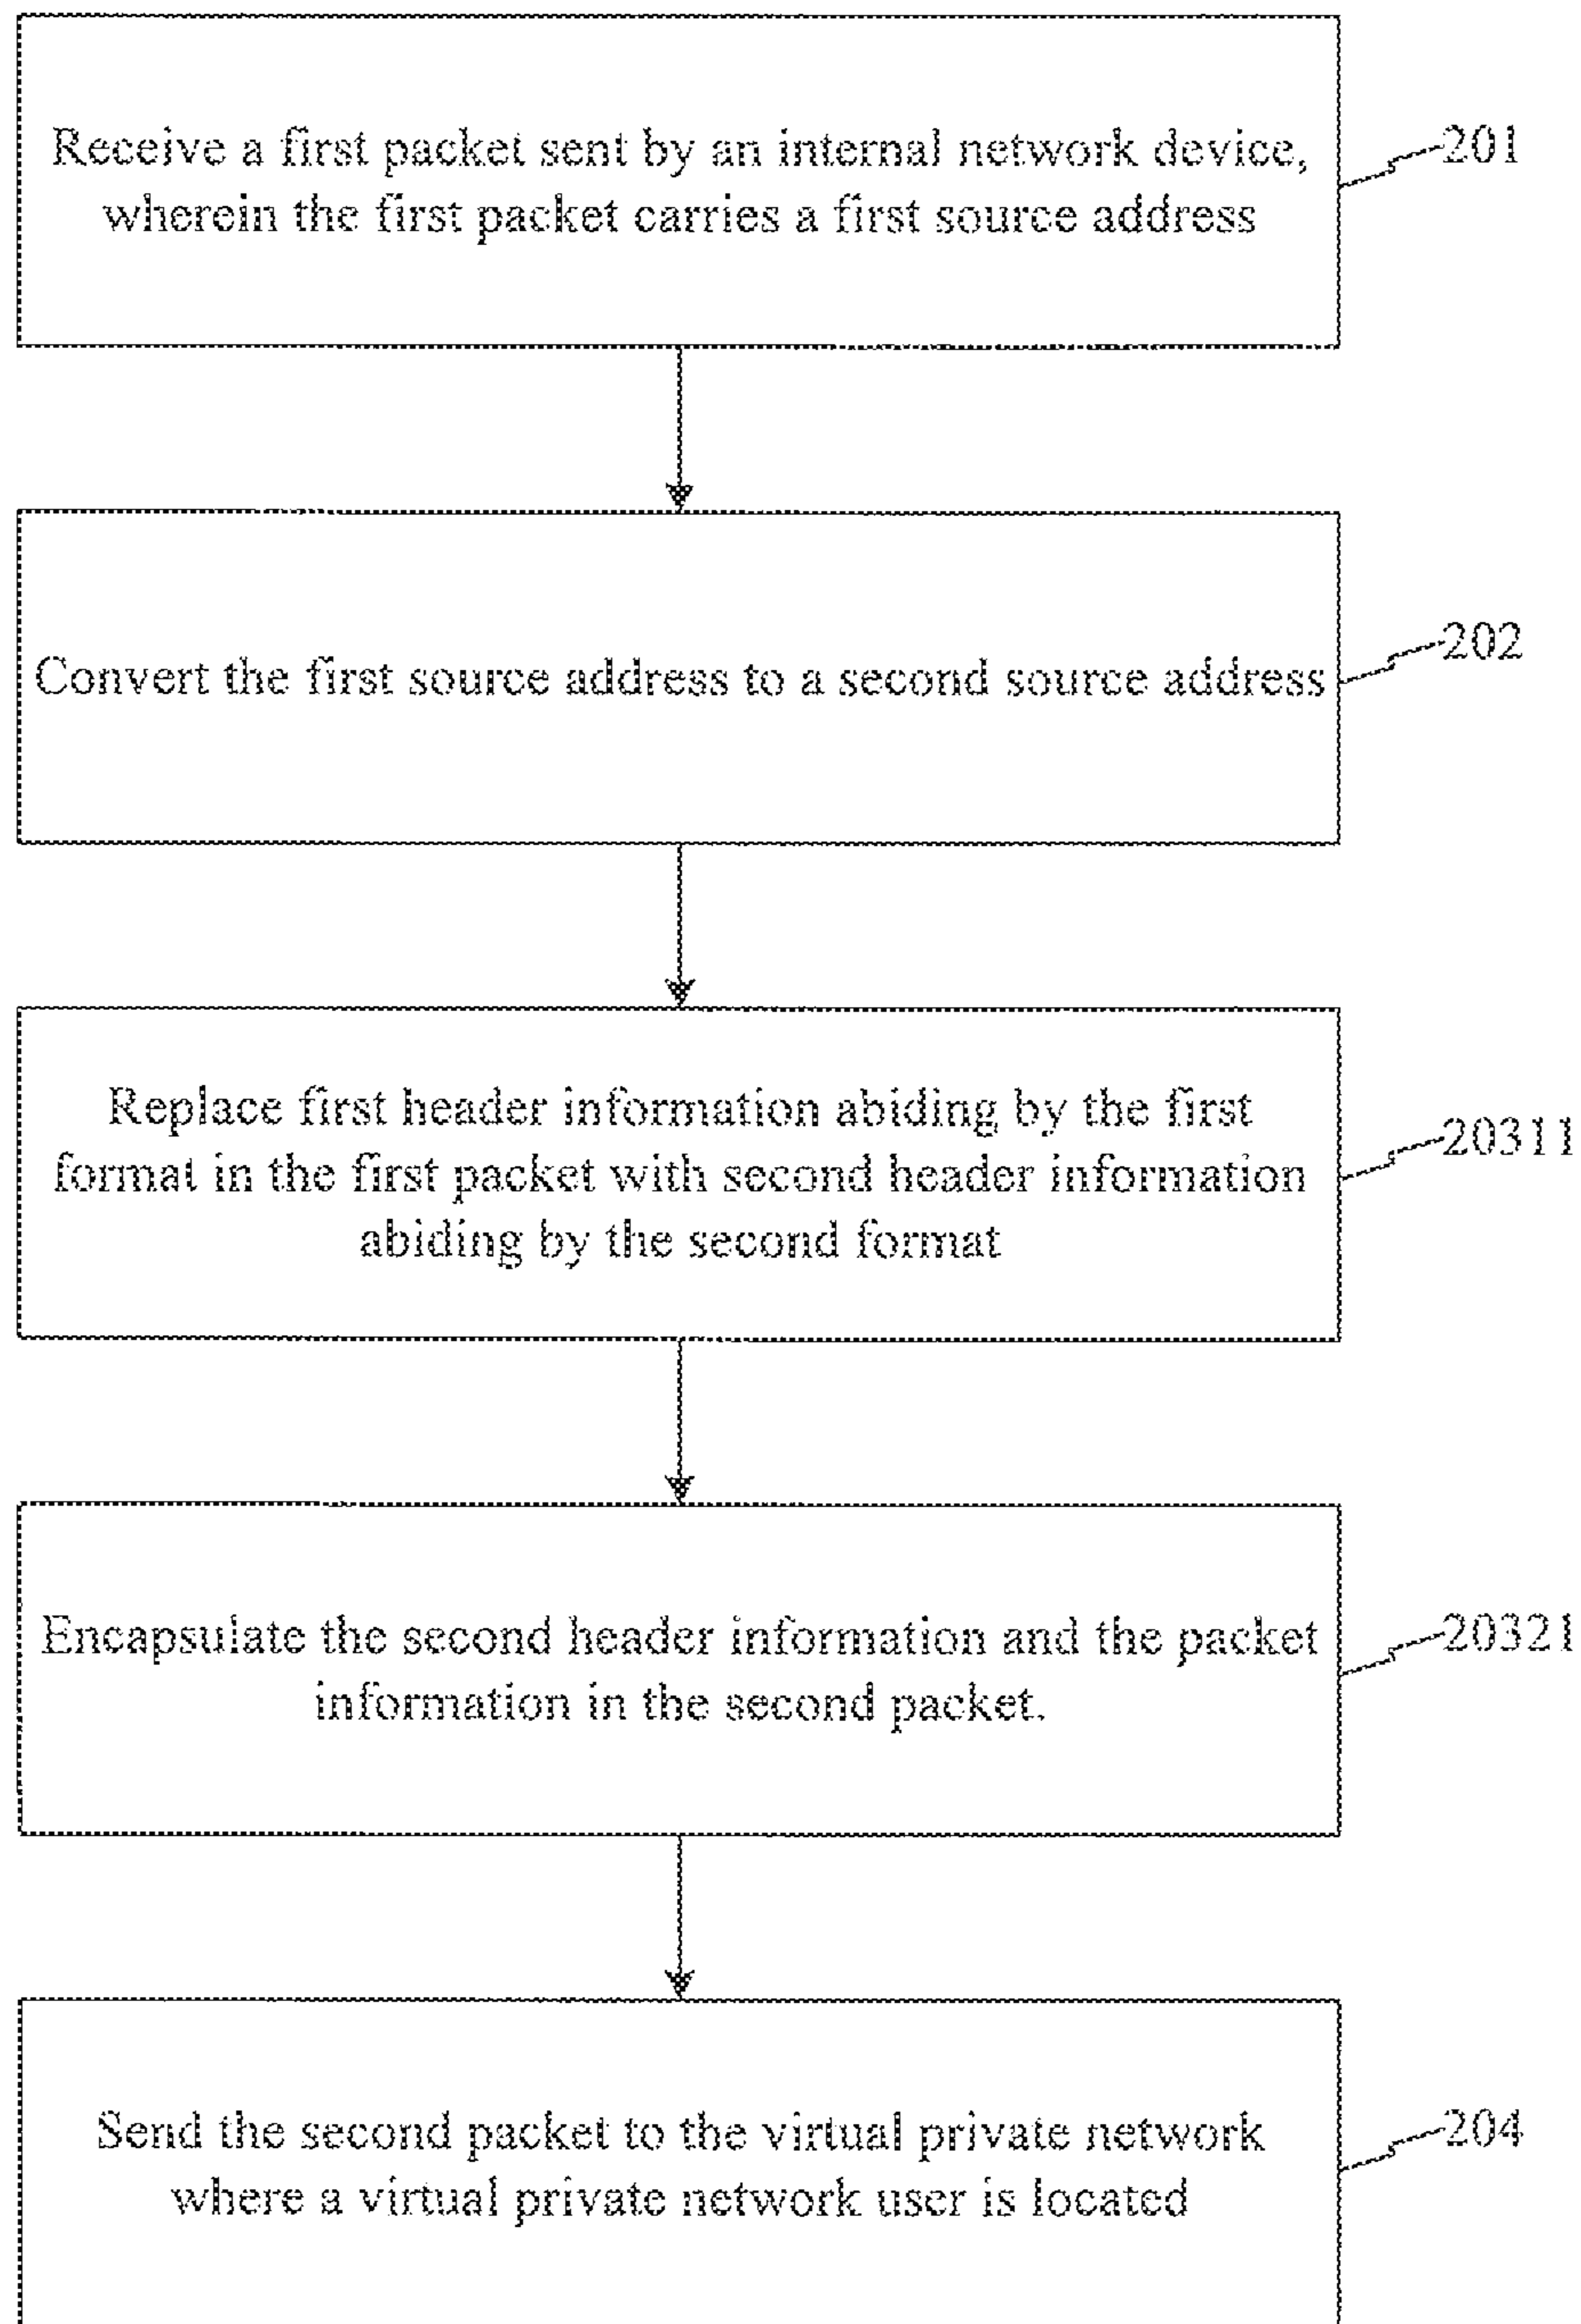 Receive a first packet sent by an internal network device,
wherein the first packet carries a first source address
201
Convert the first source address to a second source address
202
Replace first header information abiding by the first
format in the first packet with second header information
abiding by the second format
20311
Encapsulate the second header information and the packet
information in the second packet.
20321
Send the second packet to the virtual private network
where a virtual private network user is located
204